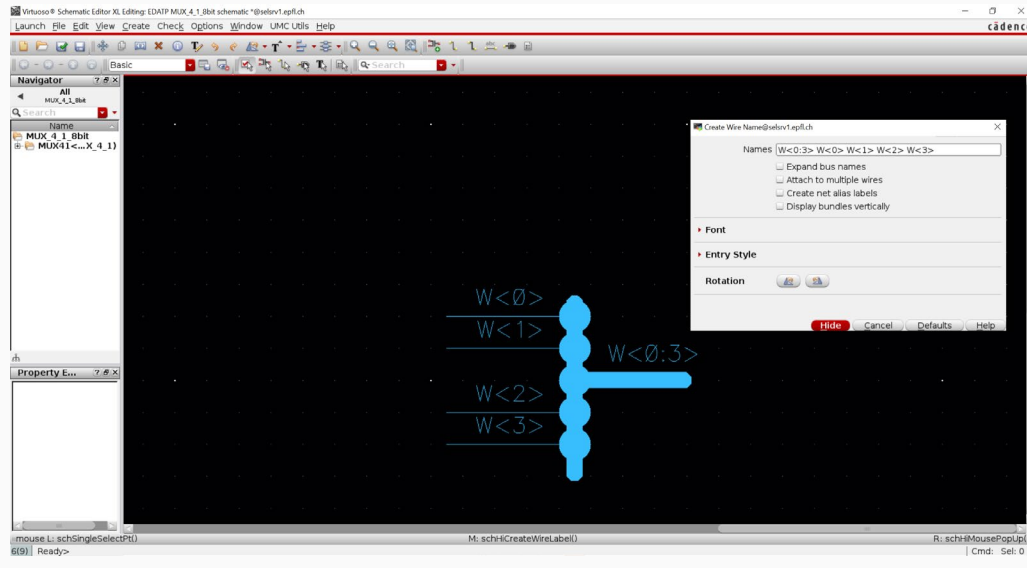 Virtuoso® Schematic Editor XL Editing: EDATP MUX_4_1_8bit schematic *@selsrv1.epfl.ch
Launch File Edit View Create Check Options Window UMC Utils Help
cādence
Basic
Search
Navigator
All
MUX_4_1_8bit
Search
Name
MUX_4_1_8bit
MUX41<...X_4_1)
Property E...
Create Wire Name@selsrv1.epfl.ch
Names W<0:3> W<0> W<1> W<2> W<3>
Expand bus names
Attach to multiple wires
Create net alias labels
Display bundles vertically
Font
Entry Style
Rotation
Hide Cancel Defaults Help
W<0>
W<1>
W<0:3>
W<2>
W<3>
mouse L: schSingleSelectPt() M: schHiCreateWireLabel() R: schHiMousePopUp(
6(9) Ready> Cmd: Sel: 0